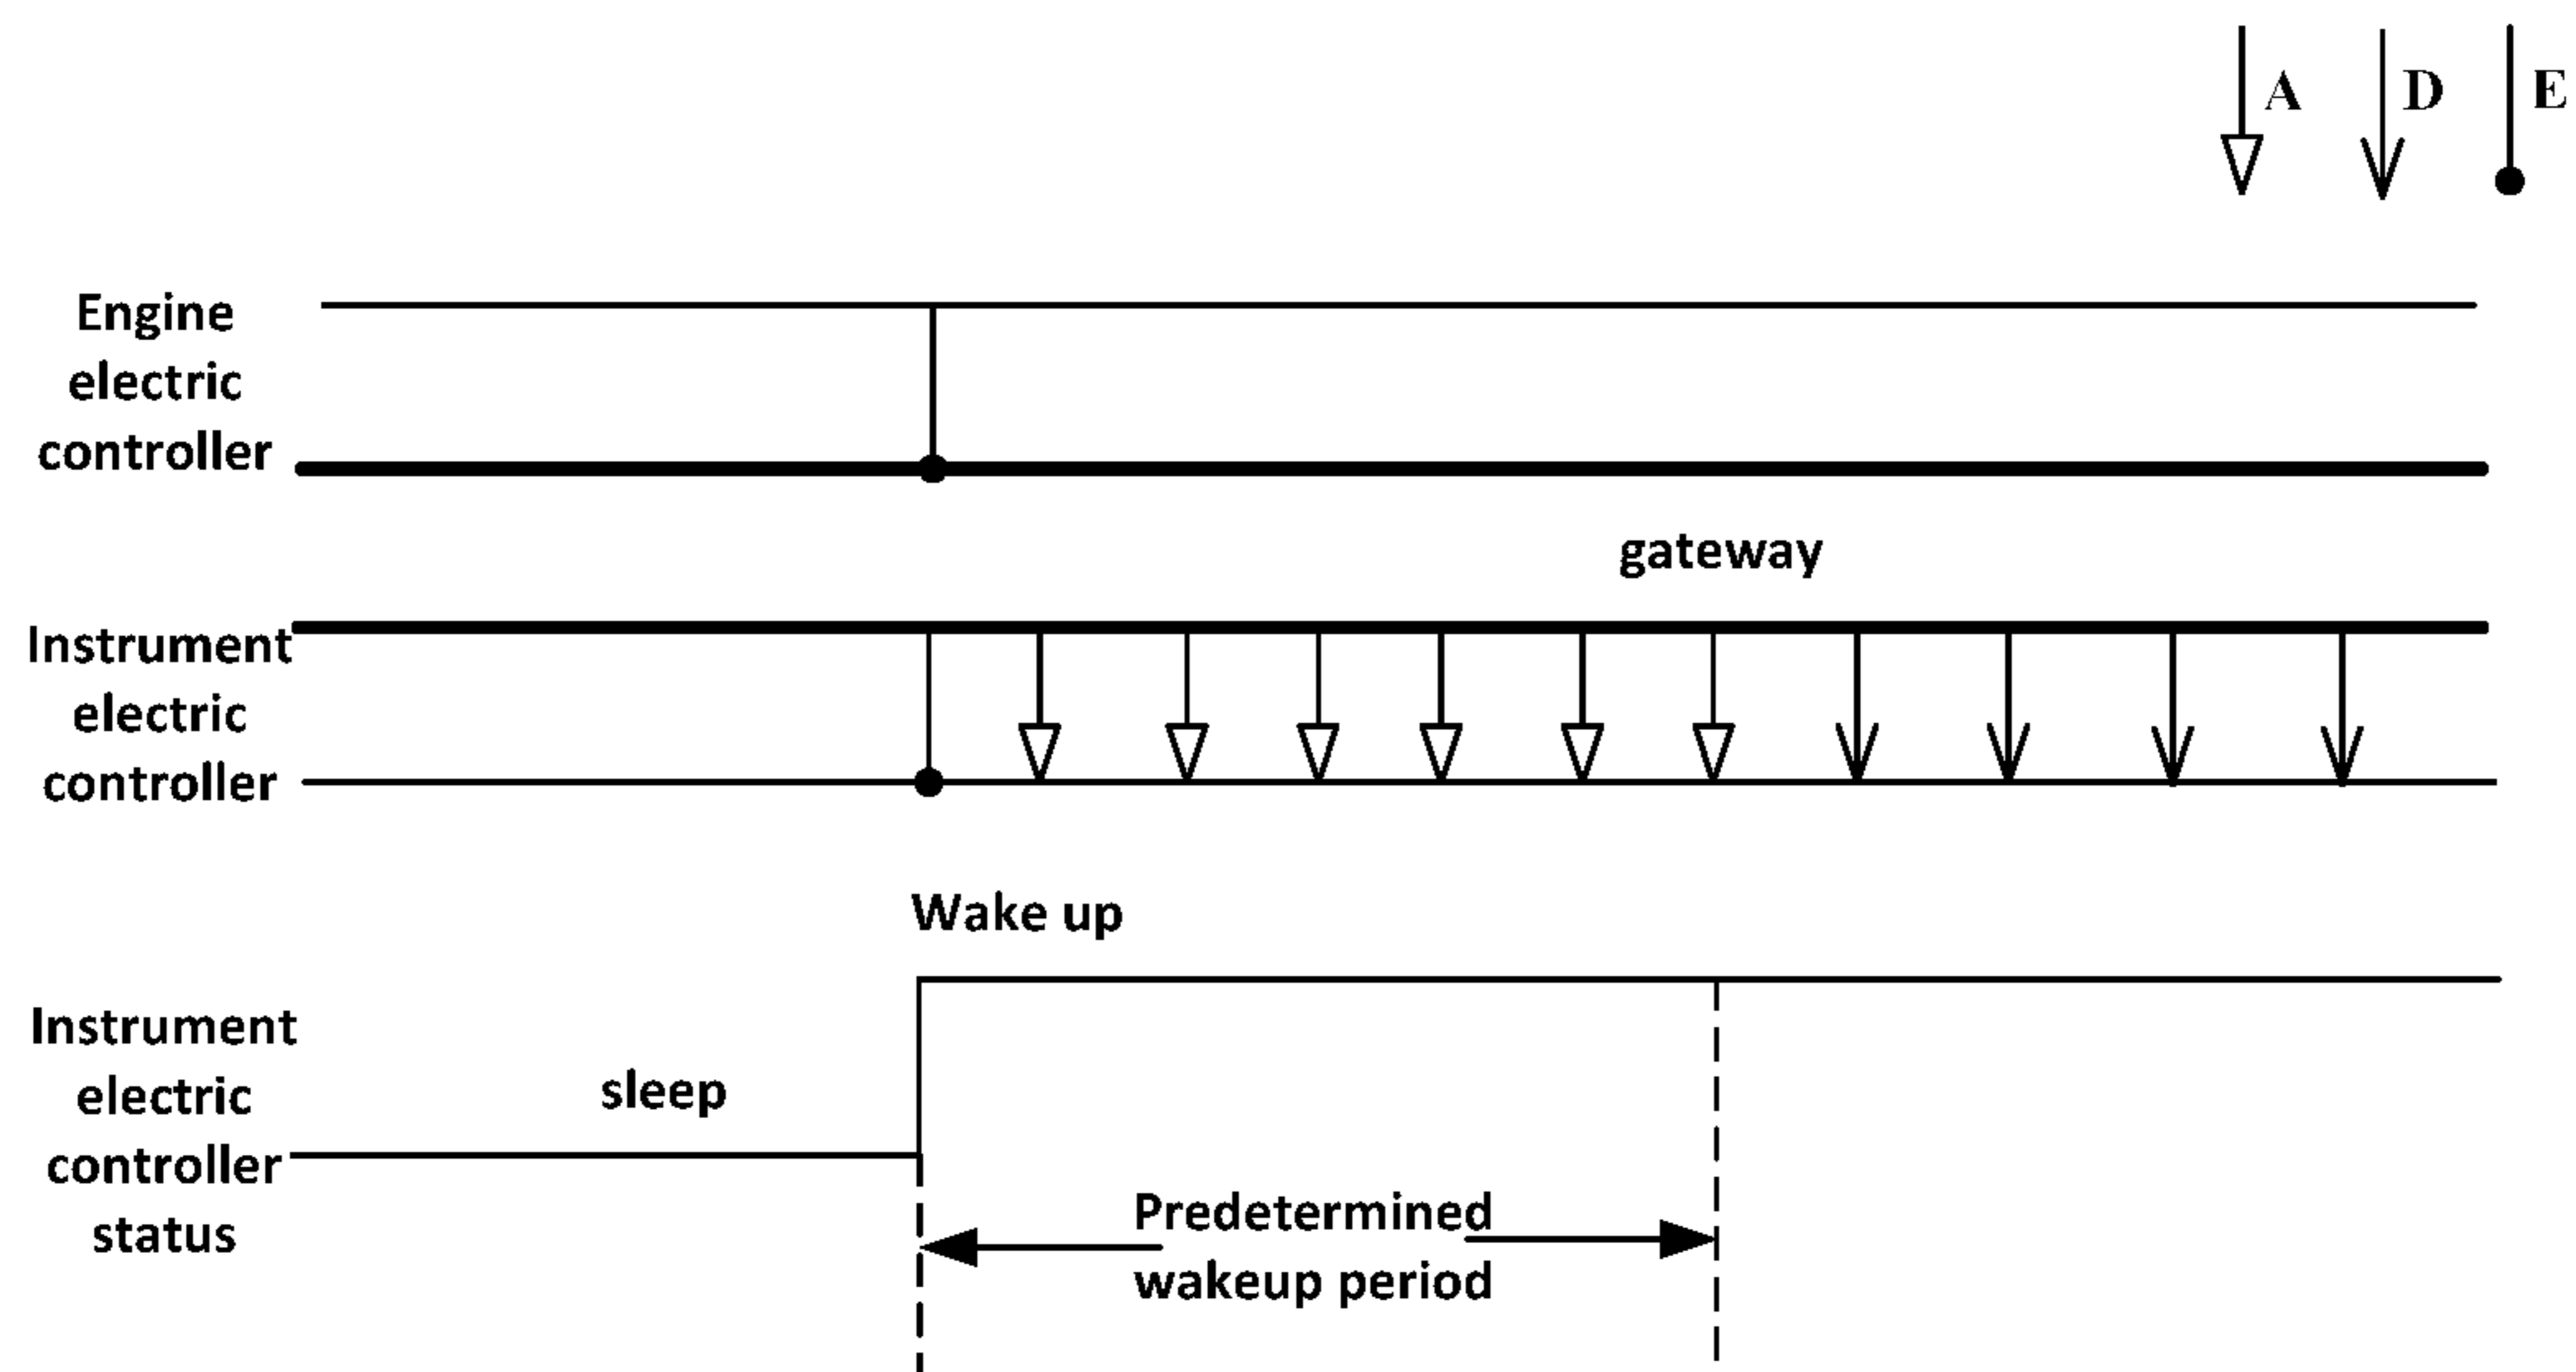 A D E
Engine
electric
controller
gateway
Instrument
electric
controller
Wake up
Instrument
electric
controller
status
sleep
Predetermined
wakeup period